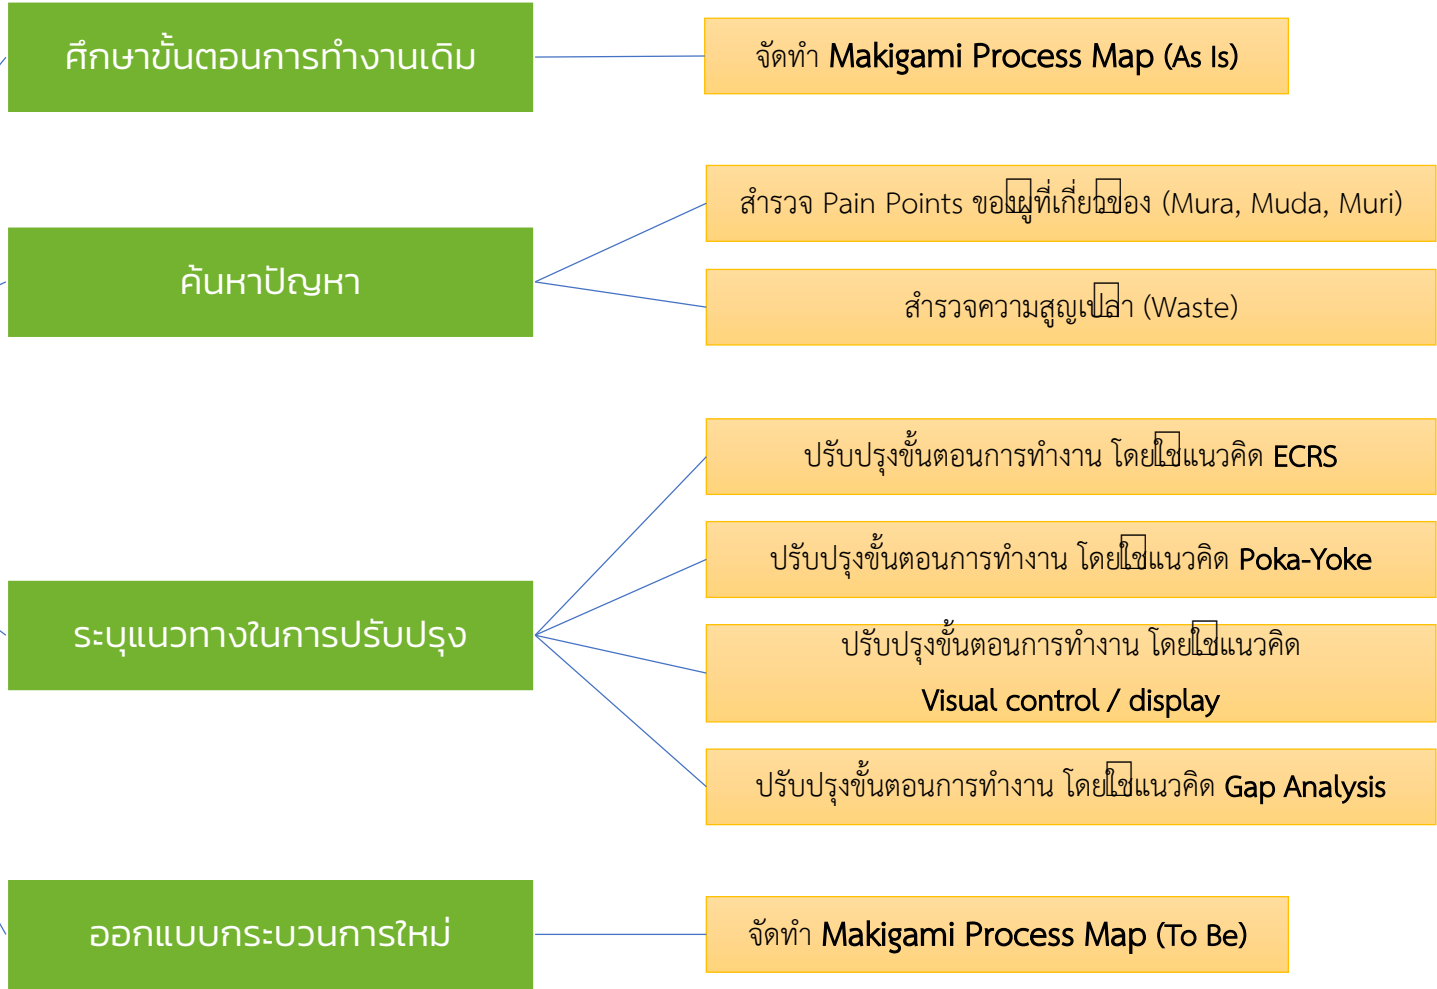 ศึกษาขั้นตอนการทำงานเดิม
จัดทำ Makigami Process Map (As Is)
สำรวจ Pain Points ของผู้ที่เกี่ยวข้อง (Mura, Muda, Muri)
ค้นหาปัญหา
สำรวจความสูญเปล่า (Waste)
ปรับปรุงขั้นตอนการทำงาน โดยใช้แนวคิด ECRS
ปรับปรุงขั้นตอนการทำงาน โดยใช้แนวคิด Poka-Yoke
ระบุแนวทางในการปรับปรุง
ปรับปรุงขั้นตอนการทำงาน โดยใช้แนวคิด
Visual control / display
ปรับปรุงขั้นตอนการทำงาน โดยใช้แนวคิด Gap Analysis
ออกแบบกระบวนการใหม่
จัดทำ Makigami Process Map (To Be)